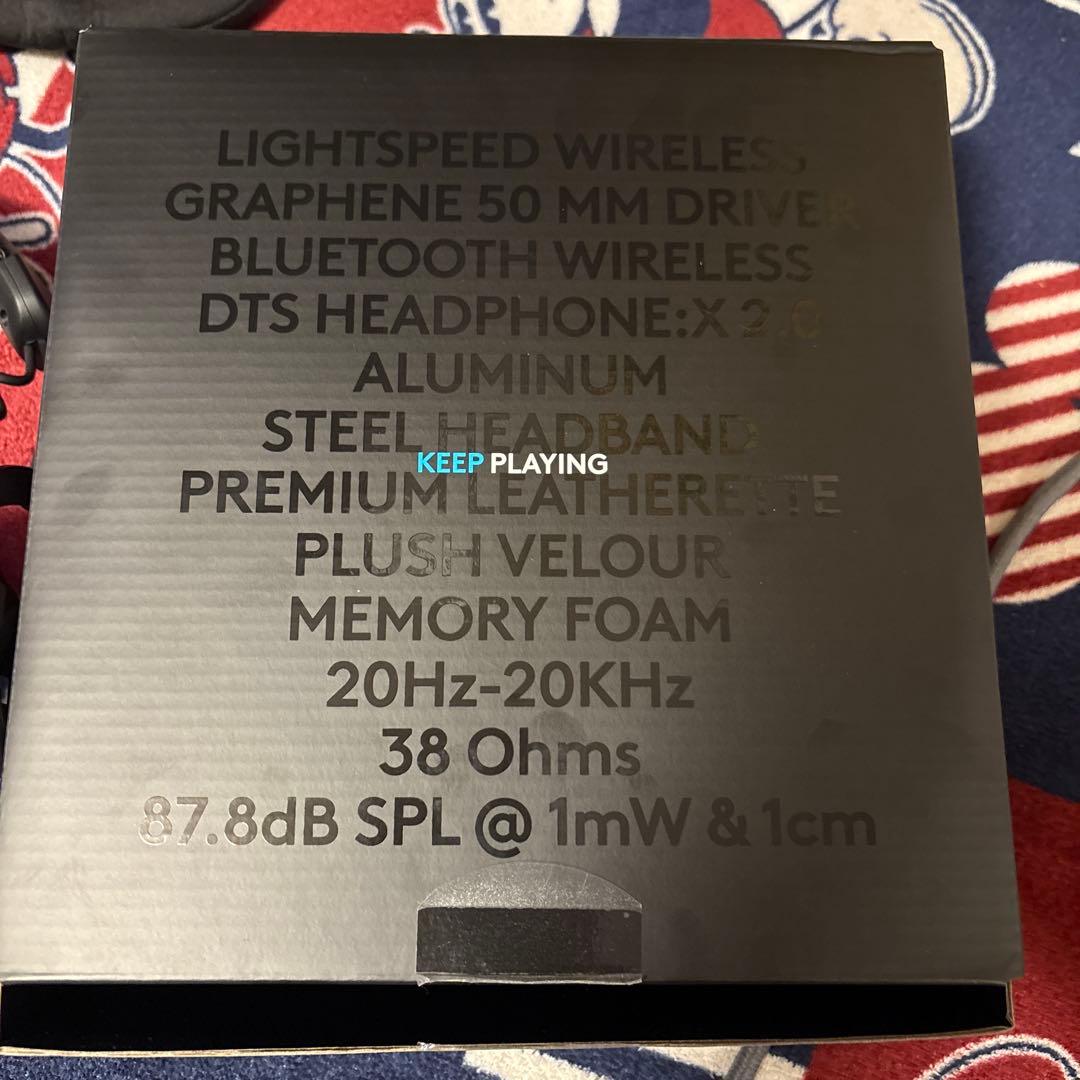 LIGHTSPEED WIRELESS
GRAPHENE 50 MM DRIVER
BLUETOOTH WIRELESS
DTS HEADPHONE:X 2.0
ALUMINUM
STEEL HEADBAND
KEEP PLAYING
PREMIUM LEATHERETTE
PLUSH VELOUR
MEMORY FOAM
20Hz-20KHz
38 Ohms
87.8dB SPL @ 1mW & 1cm